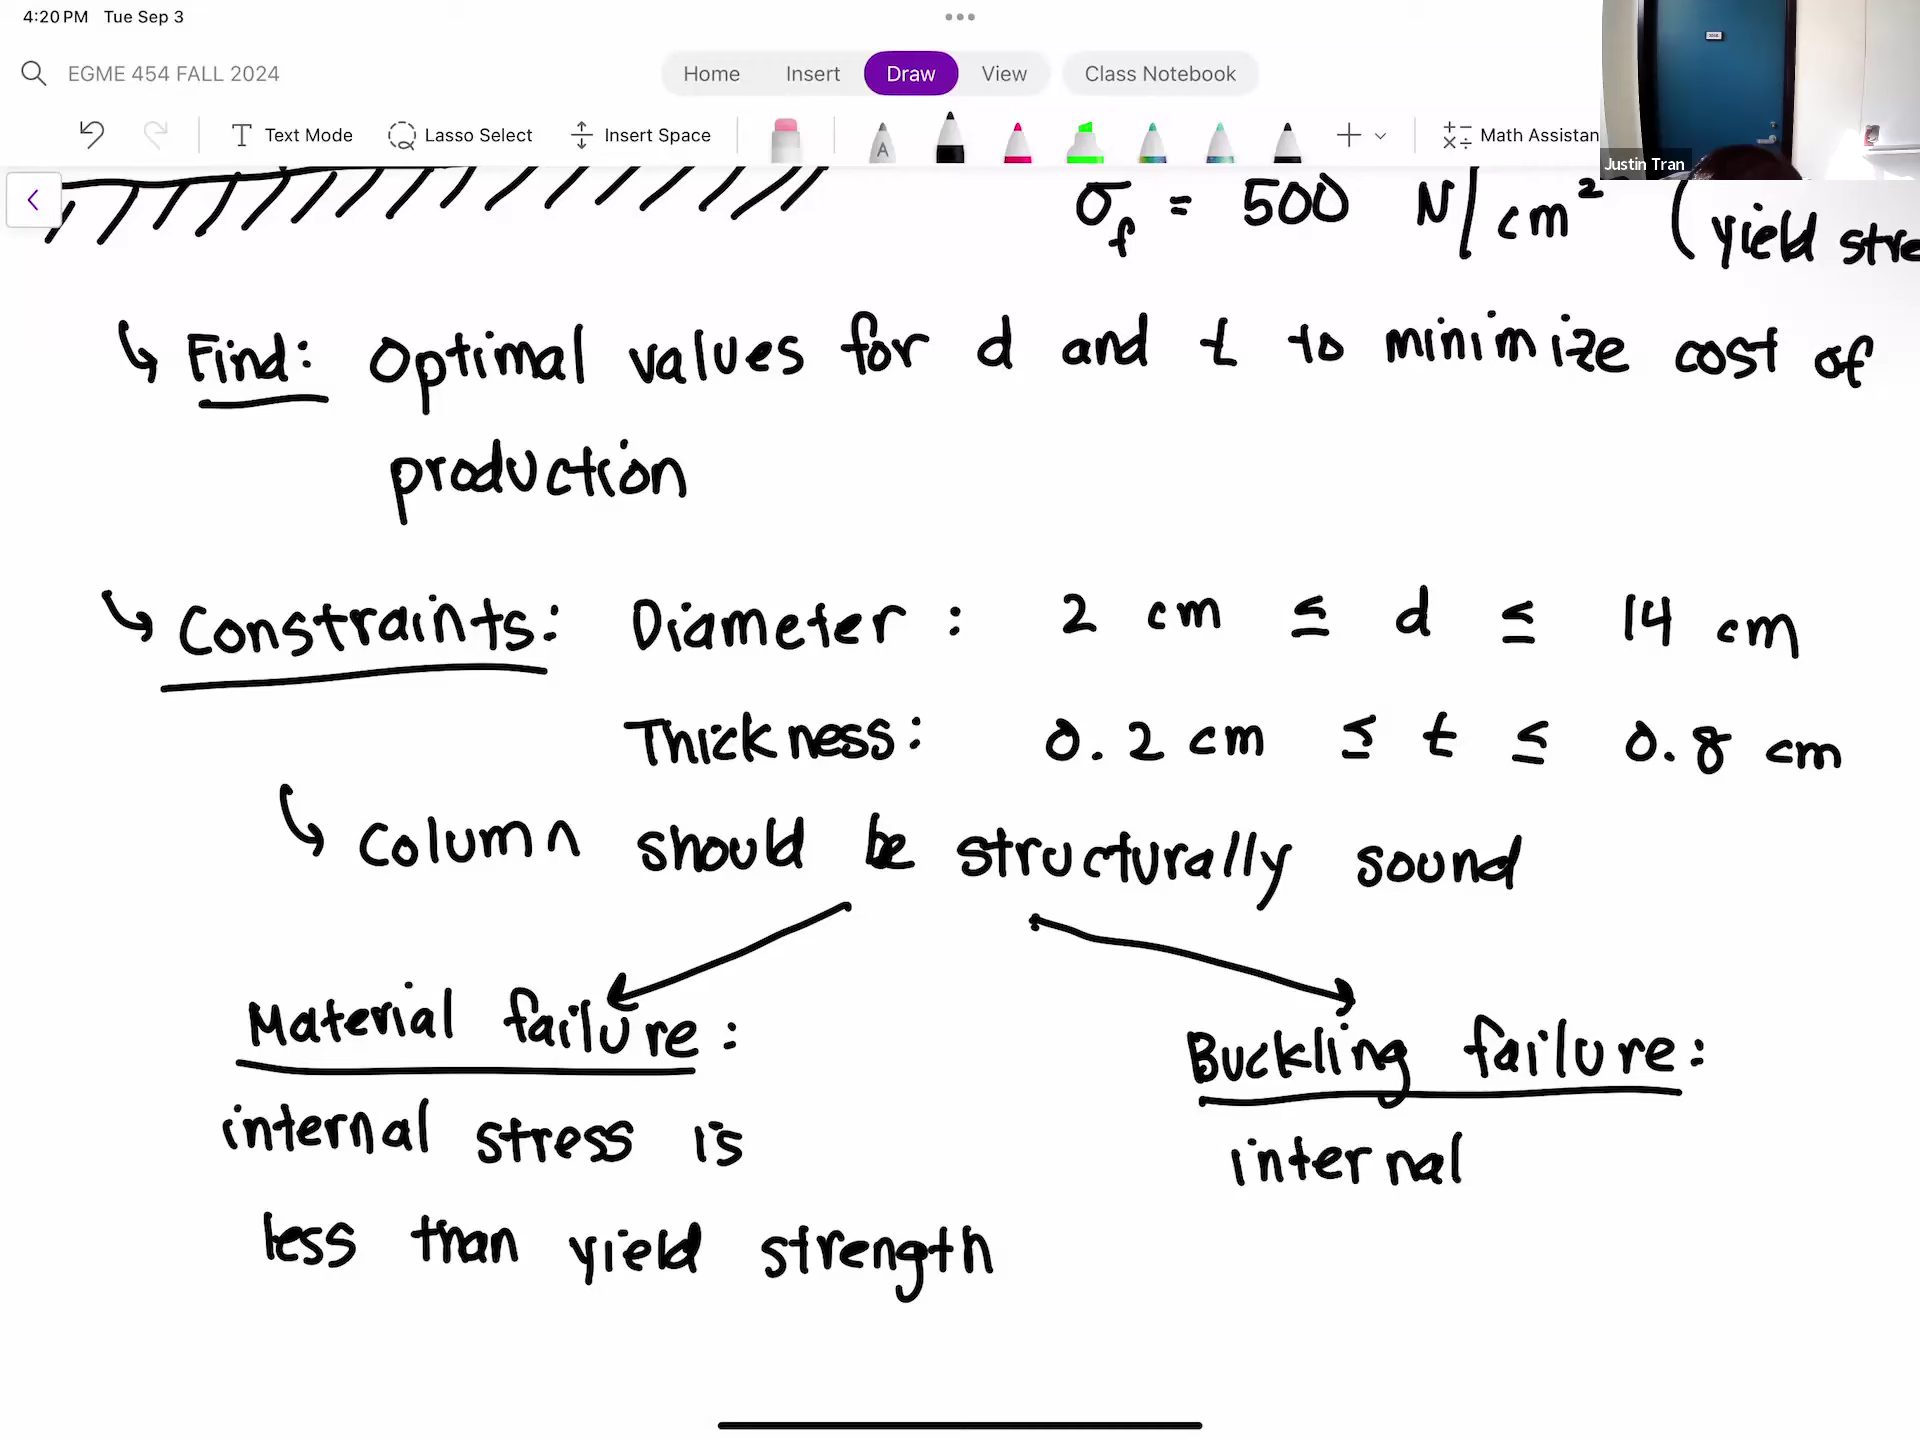 4:20 PM Tue Sep 3
EGME 454 FALL 2024
Home Insert Draw View Class Notebook
Text Mode Lasso Select Insert Space A Math Assistan
Justin Tran
σf = 500 N/cm² (yield stre
↳ Find: Optimal values for d and t to minimize cost of
production
↳ Constraints: Diameter: 2 cm ≤ d ≤ 14 cm
Thickness: 0.2 cm ≤ t ≤ 0.8 cm
↳ Column should be structurally sound
Material failure:
Buckling failure:
internal stress is
less than yield strength
internal